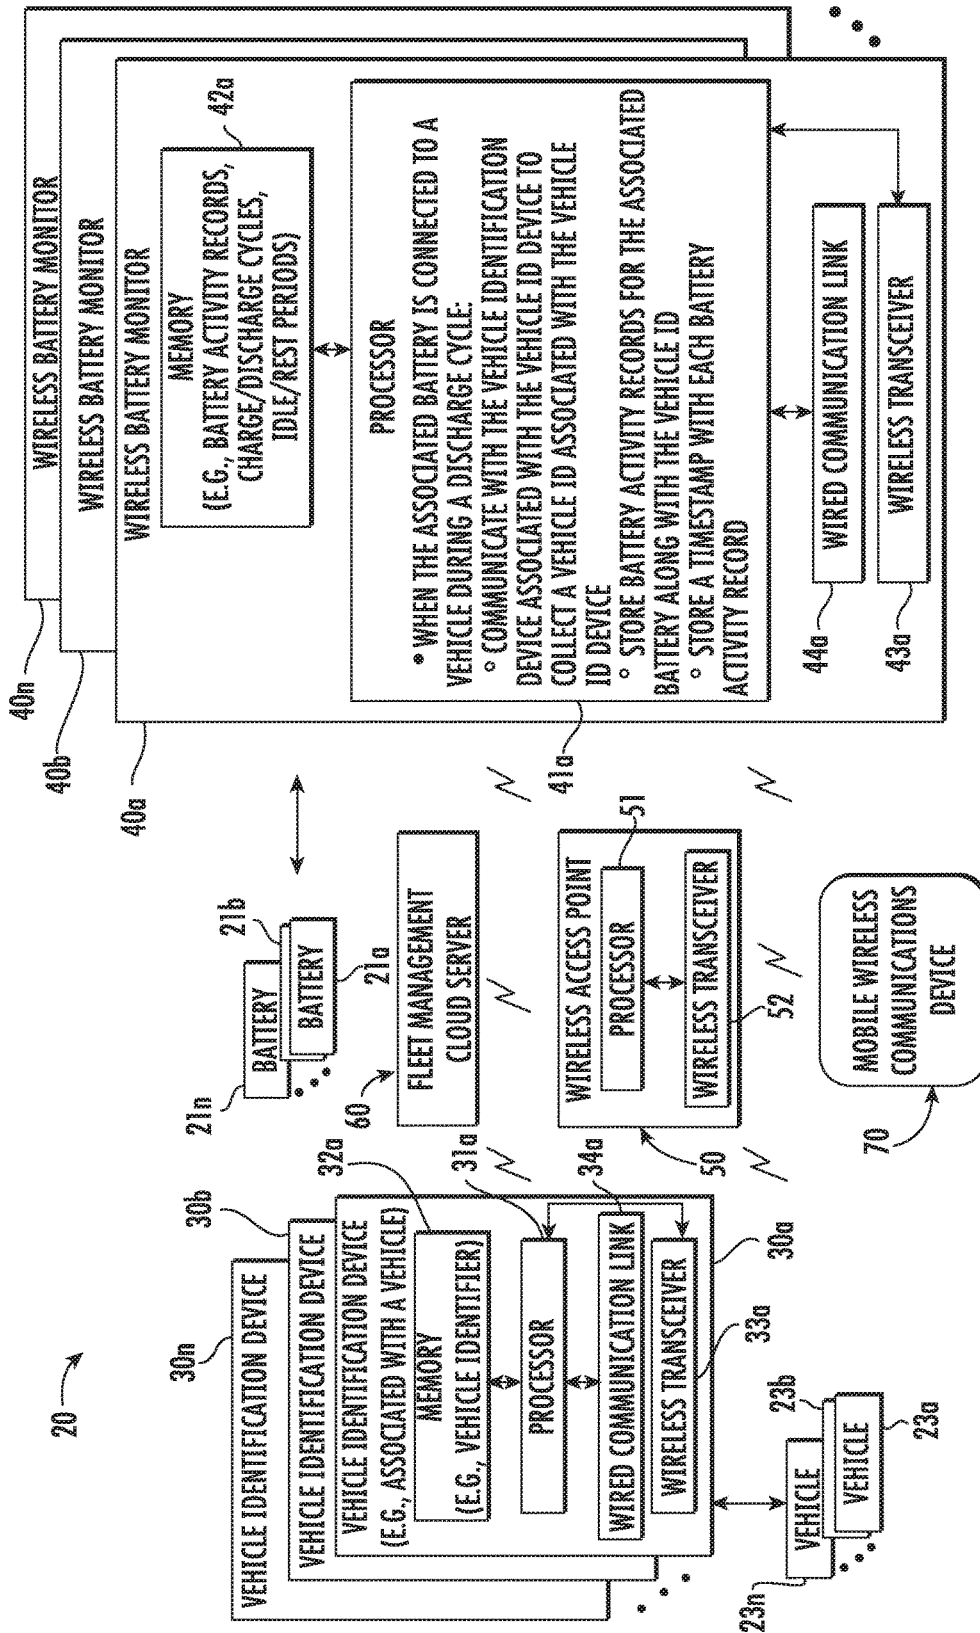 20
30n
VEHICLE IDENTIFICATION DEVICE
30b
VEHICLE IDENTIFICATION DEVICE
VEHICLE IDENTIFICATION DEVICE
(E.G., ASSOCIATED WITH A VEHICLE)
32a
MEMORY
(E.G., VEHICLE IDENTIFIER)
31a
PROCESSOR
34a
WIRED COMMUNICATION LINK
WIRELESS TRANSCEIVER
33a
30a
23n
VEHICLE
23b
VEHICLE
23a
21n
BATTERY
21b
BATTERY
21a
60
FLEET MANAGEMENT
CLOUD SERVER
50
WIRELESS ACCESS POINT
51
PROCESSOR
WIRELESS TRANSCEIVER
52
70
MOBILE WIRELESS
COMMUNICATIONS
DEVICE
40n
WIRELESS BATTERY MONITOR
40b
WIRELESS BATTERY MONITOR
40a
WIRELESS BATTERY MONITOR
42a
MEMORY
(E.G., BATTERY ACTIVITY RECORDS,
CHARGE/DISCHARGE CYCLES,
IDLE/REST PERIODS)
41a
PROCESSOR
• WHEN THE ASSOCIATED BATTERY IS CONNECTED TO A
VEHICLE DURING A DISCHARGE CYCLE:
○ COMMUNICATE WITH THE VEHICLE IDENTIFICATION
DEVICE ASSOCIATED WITH THE VEHICLE ID DEVICE TO
COLLECT A VEHICLE ID ASSOCIATED WITH THE VEHICLE
ID DEVICE
○ STORE BATTERY ACTIVITY RECORDS FOR THE ASSOCIATED
BATTERY ALONG WITH THE VEHICLE ID
○ STORE A TIMESTAMP WITH EACH BATTERY
ACTIVITY RECORD
44a
WIRED COMMUNICATION LINK
43a
WIRELESS TRANSCEIVER